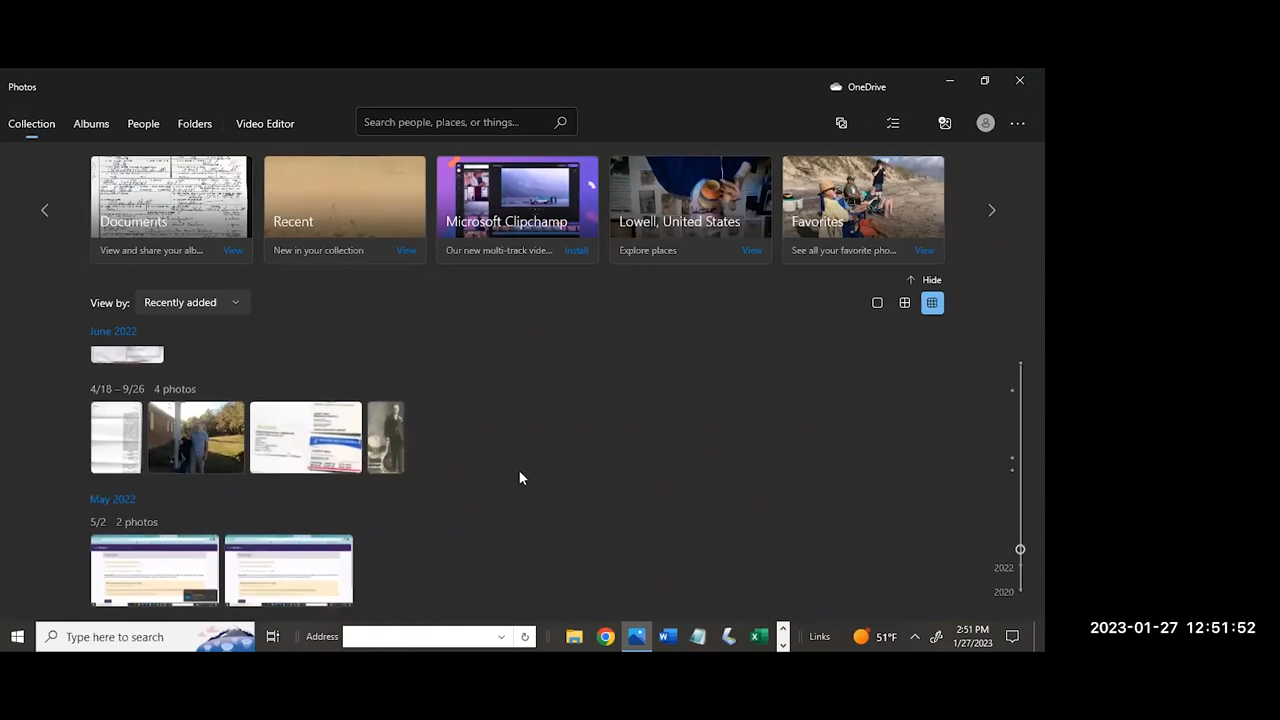 Photos
OneDrive
Collection Albums People Folders Video Editor
Search people, places, or things...
Documents
View and share your alb... View
Recent
New in your collection View
Microsoft Clipchamp
Our new multi-track vide... Install
Lowell, United States
Explore places View
Favorites
See all your favorite pho... View
Hide
View by: Recently added
June 2022
4/18 – 9/26 4 photos
May 2022
5/2 2 photos
2022
2020
Type here to search
Address
Links
51°F
2:51 PM
1/27/2023
2023-01-27 12:51:52